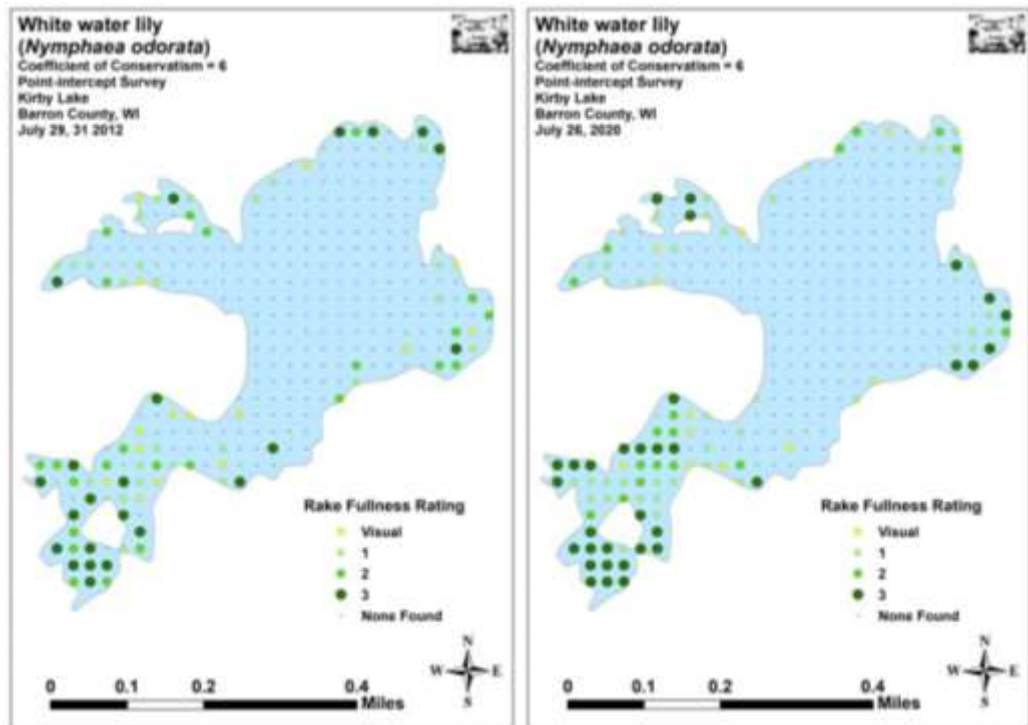 White water lily
(Nymphaea odorata)
Coefficient of Conservatism = 6
Point-Intercept Survey
Kirby Lake
Barron County, WI
July 29, 31 2012
Rake Fullness Rating
Visual
1
2
3
None Found
N
W E
S
0 0.1 0.2 0.4
Miles
White water lily
(Nymphaea odorata)
Coefficient of Conservatism = 6
Point-Intercept Survey
Kirby Lake
Barron County, WI
July 26, 2020
Rake Fullness Rating
Visual
1
2
3
None Found
N
W E
S
0 0.1 0.2 0.4
Miles